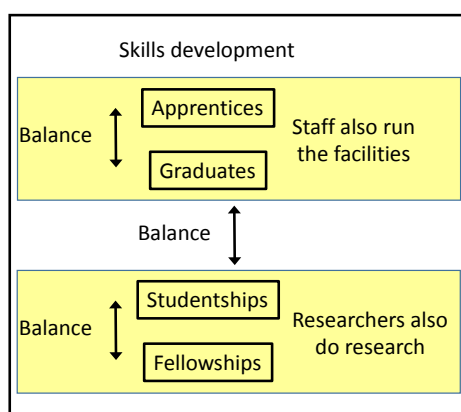 Skills development
Apprentices
Balance
Staff also run
the facilities
Graduates
Balance
Studentships
Balance
Researchers also
do research
Fellowships